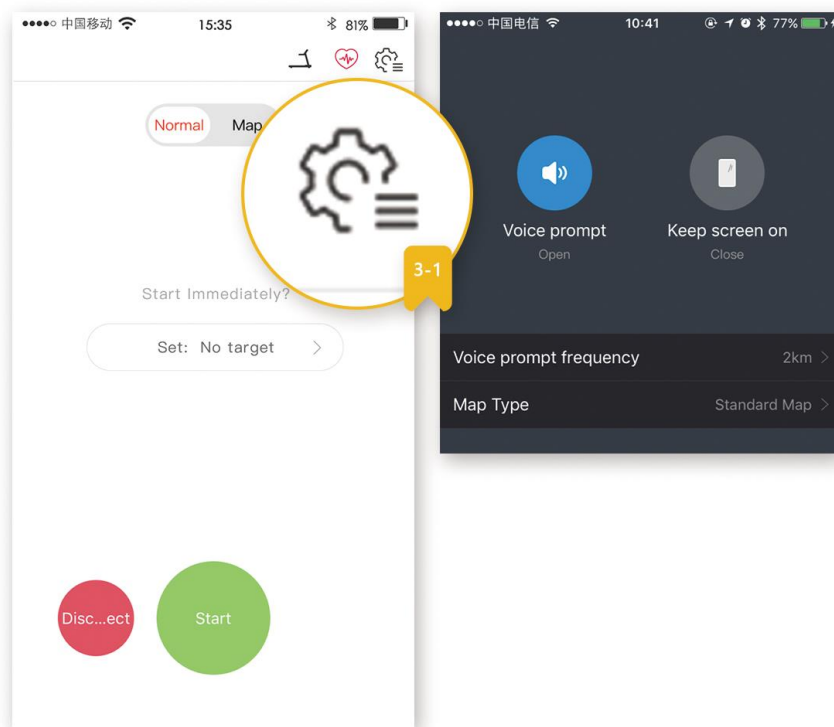 中国移动
15:35
81%
Normal
Map
3-1
Start Immediately?
Set: No target
Disc...ect
Start
中国电信
10:41
77%
Voice prompt
Open
Keep screen on
Close
Voice prompt frequency
2km
Map Type
Standard Map